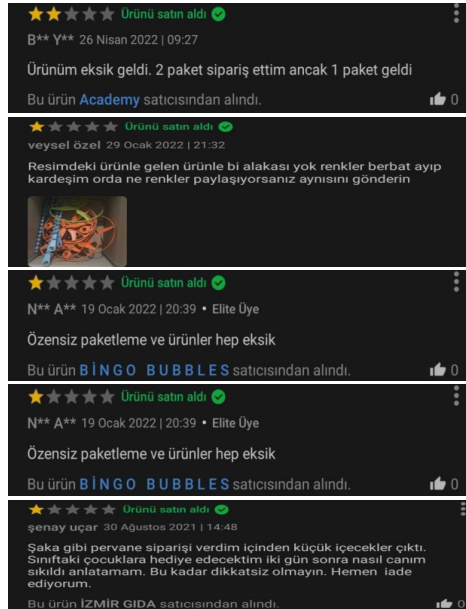 Ürünü satın aldı
B** Y** 26 Nisan 2022 | 09:27
Ürünüm eksik geldi. 2 paket sipariş ettim ancak 1 paket geldi
Bu ürün Academy satıcısından alındı. 0
Ürünü satın aldı
veysel özel 29 Ocak 2022 | 21:32
Resimdeki ürünle gelen ürünle bi alakası yok renkler berbat ayıp
kardeşim orda ne renkler paylaşıyorsanız aynısını gönderin
Ürünü satın aldı
N** A** 19 Ocak 2022 | 20:39 • Elite Üye
Özensiz paketleme ve ürünler hep eksik
Bu ürün BİNGO BUBBLES satıcısından alındı. 0
Ürünü satın aldı
N** A** 19 Ocak 2022 | 20:39 • Elite Üye
Özensiz paketleme ve ürünler hep eksik
Bu ürün BİNGO BUBBLES satıcısından alındı. 0
Ürünü satın aldı
şenay uçar 30 Ağustos 2021 | 14:48
Şaka gibi pervane siparişi verdim içinden küçük içecekler çıktı.
Sınıftaki çocuklara hediye edecektim iki gün sonra nasıl canım
sıkıldı anlatamam. Bu kadar dikkatsiz olmayın. Hemen iade
ediyorum.
Bu ürün İZMİR GIDA satıcısından alındı. 0